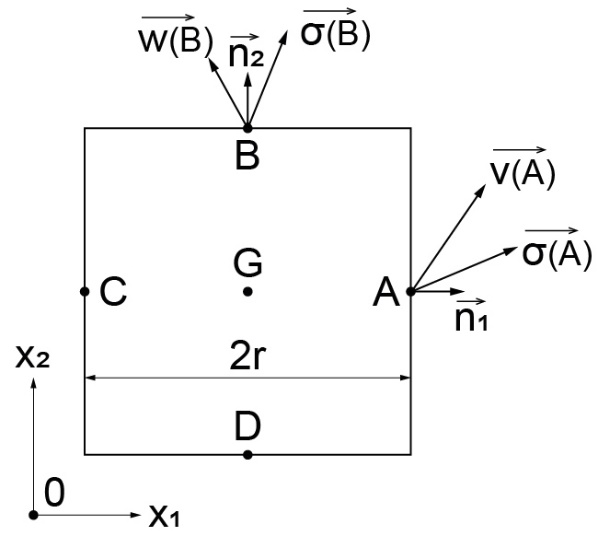 w(B) n₂ σ(B)
B
v(A)
σ(A)
C G A
n₁
x₂
2r
D
0
x₁